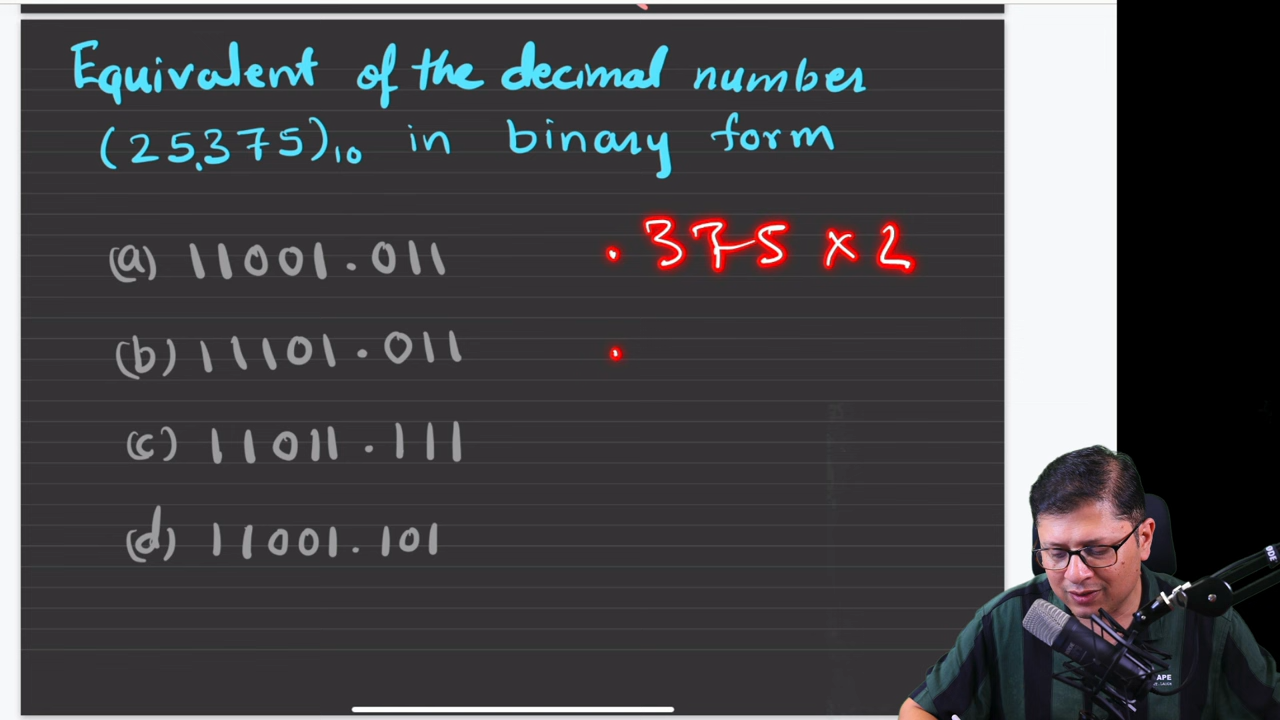 Equivalent of the decimal number
(25.375)10 in binary form
(a) 11001.011
.375 x 2
(b) 11101.011
.
(c) 11011.111
(d) 11001.101
APE